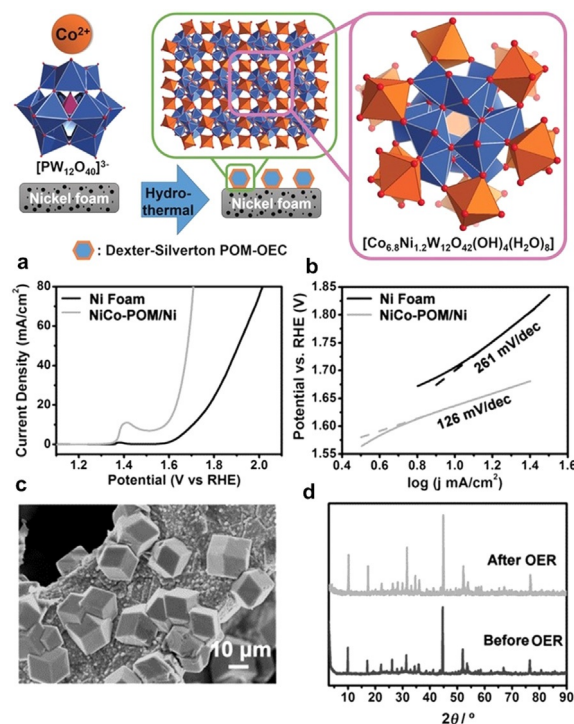 Co2+
[PW12O40]3-
Nickel foam
Hydro-
thermal
Nickel foam
: Dexter-Silverton POM-OEC
[Co6.8Ni1.2W12O42(OH)4(H2O)8]
a
Ni Foam
NiCo-POM/Ni
Current Density (mA/cm2)
80
60
40
20
0
1.2 1.4 1.6 1.8 2.0
Potential (V vs RHE)
b
Ni Foam
NiCo-POM/Ni
Potential vs. RHE (V)
1.85
1.80
1.75
1.70
1.65
1.60
1.55
261 mV/dec
126 mV/dec
0.4 0.6 0.8 1.0 1.2 1.4 1.6
log (j mA/cm2)
c
10 μm
d
After OER
Before OER
10 20 30 40 50 60 70 80 90
2θ / °